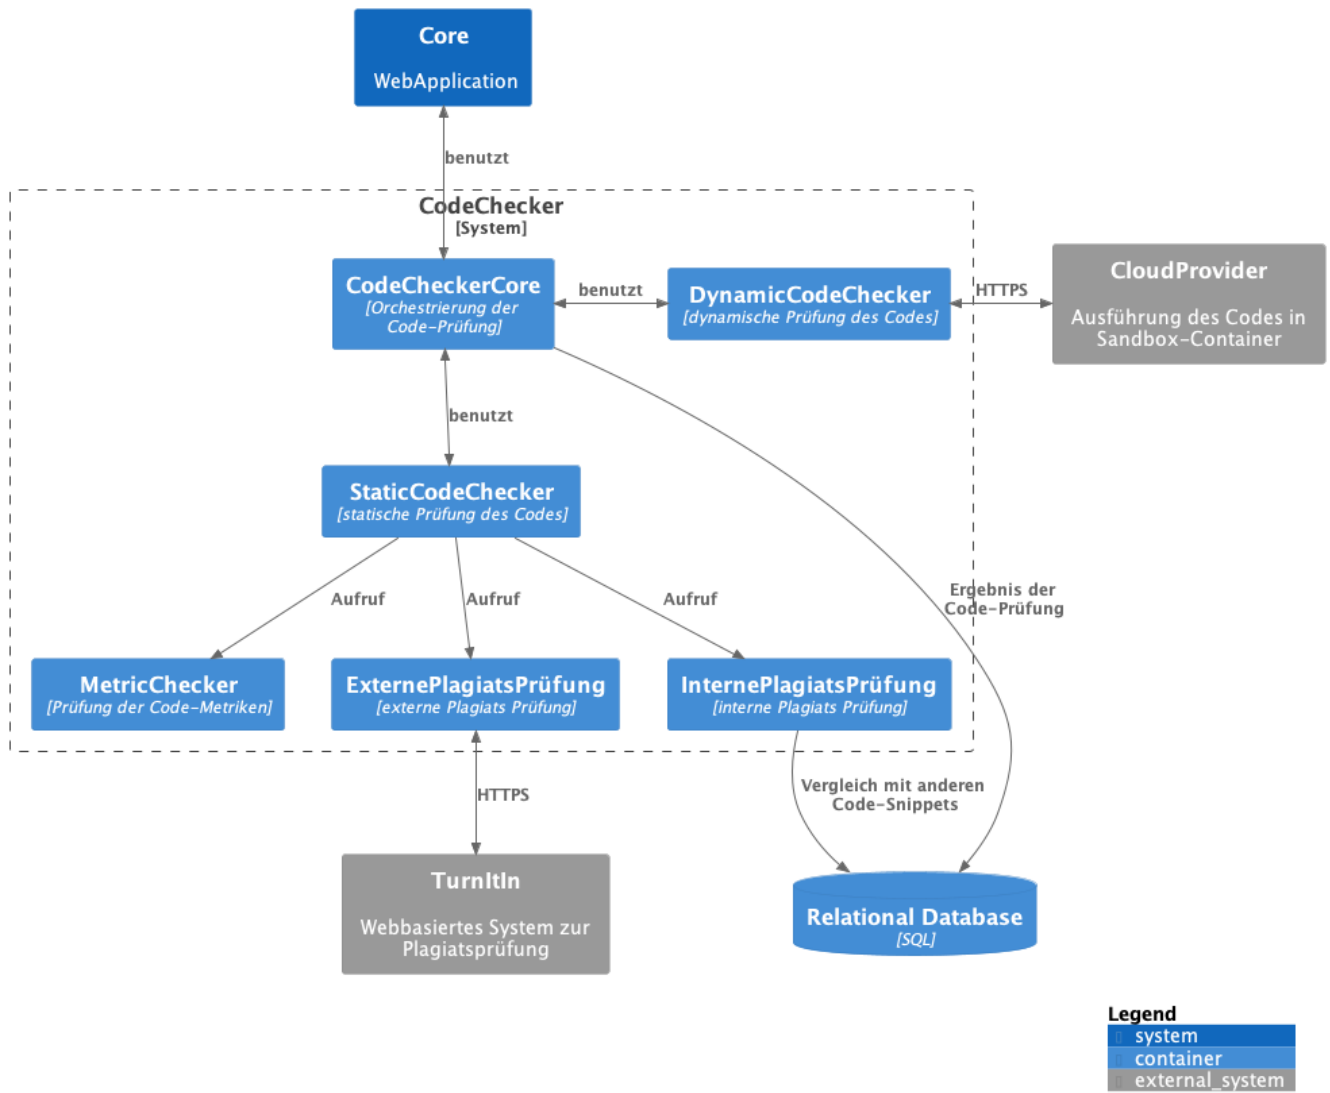 Core
WebApplication
benutzt
CodeChecker
[System]
CodeCheckerCore
[Orchestrierung der
Code-Prüfung]
benutzt
DynamicCodeChecker
[dynamische Prüfung des Codes]
HTTPS
CloudProvider
Ausführung des Codes in
Sandbox-Container
benutzt
StaticCodeChecker
[statische Prüfung des Codes]
Aufruf
Aufruf
Aufruf
Ergebnis der
Code-Prüfung
MetricChecker
[Prüfung der Code-Metriken]
ExternePlagiatsPrüfung
[externe Plagiats Prüfung]
InternePlagiatsPrüfung
[interne Plagiats Prüfung]
HTTPS
Vergleich mit anderen
Code-Snippets
TurnItIn
Webbasiertes System zur
Plagiatsprüfung
Relational Database
[SQL]
Legend
system
container
external_system